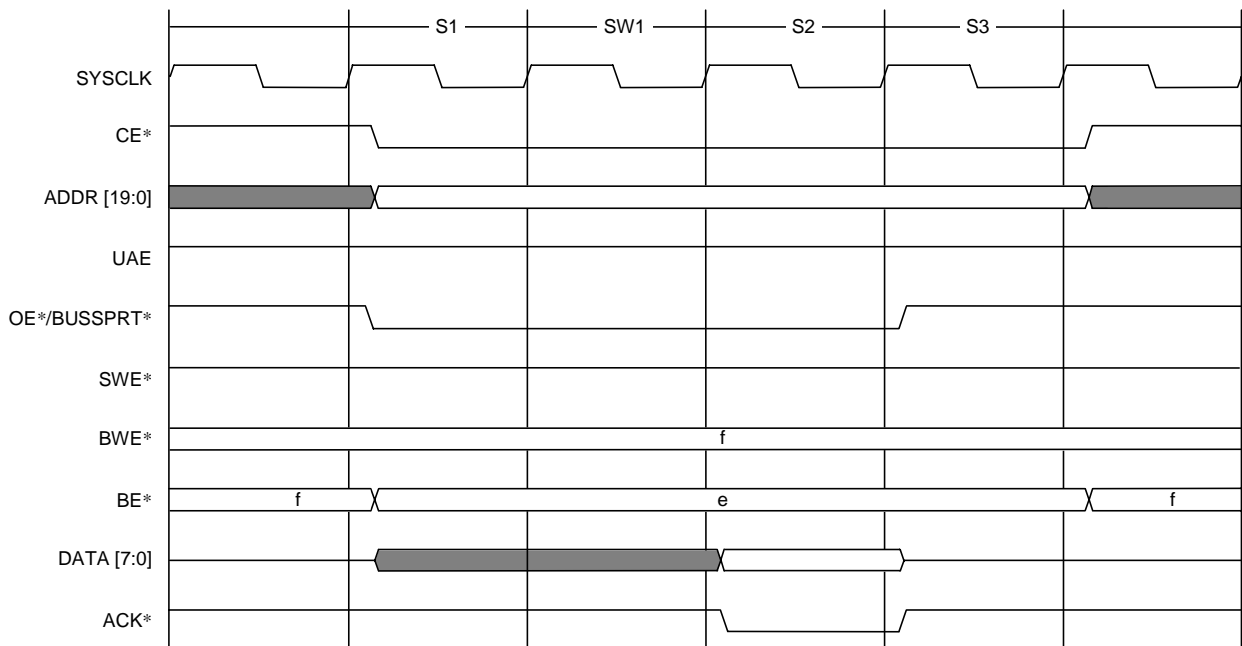 S1 SW1 S2 S3
SYSCLK
CE*
ADDR [19:0]
UAE
OE*/BUSSPRT*
SWE*
BWE* f
BE* f e f
DATA [7:0]
ACK*